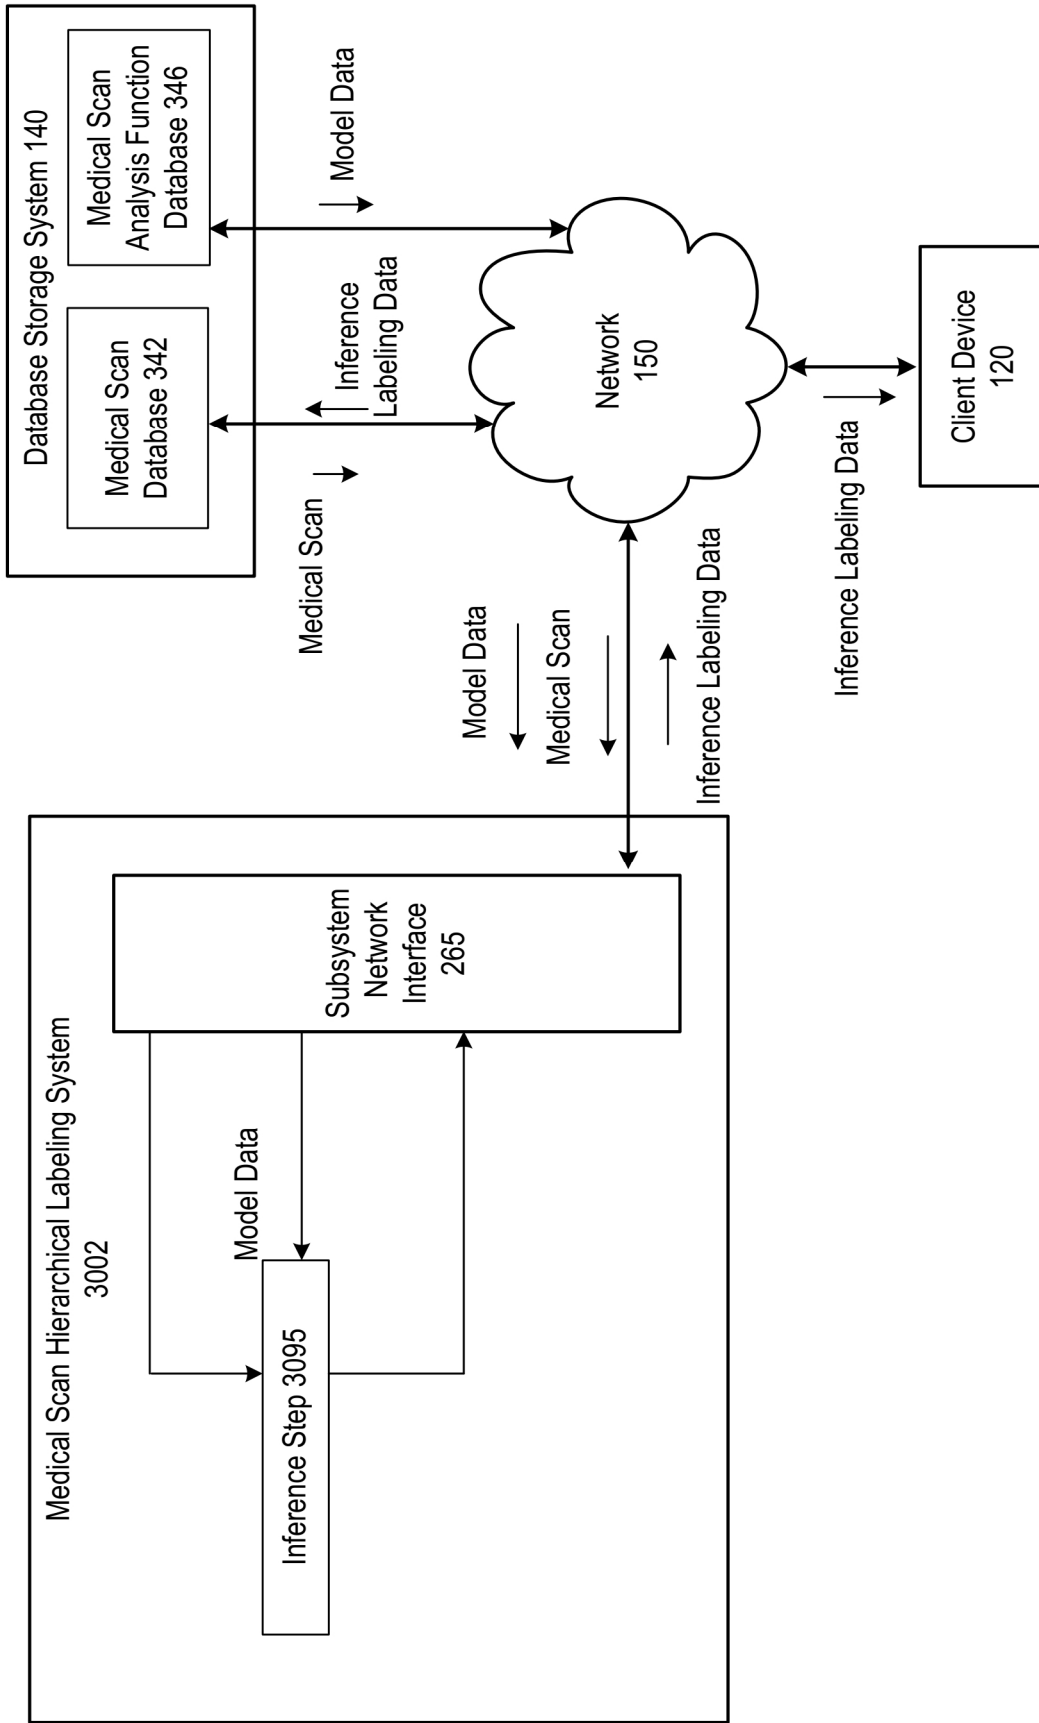 Medical Scan Hierarchical Labeling System
3002
Inference Step 3095
Model Data
Subsystem
Network
Interface
265
Database Storage System 140
Medical Scan
Database 342
Medical Scan
Analysis Function
Database 346
Medical Scan
Inference
Labeling Data
Model Data
Model Data
Medical Scan
Inference Labeling Data
Network
150
Inference Labeling Data
Client Device
120